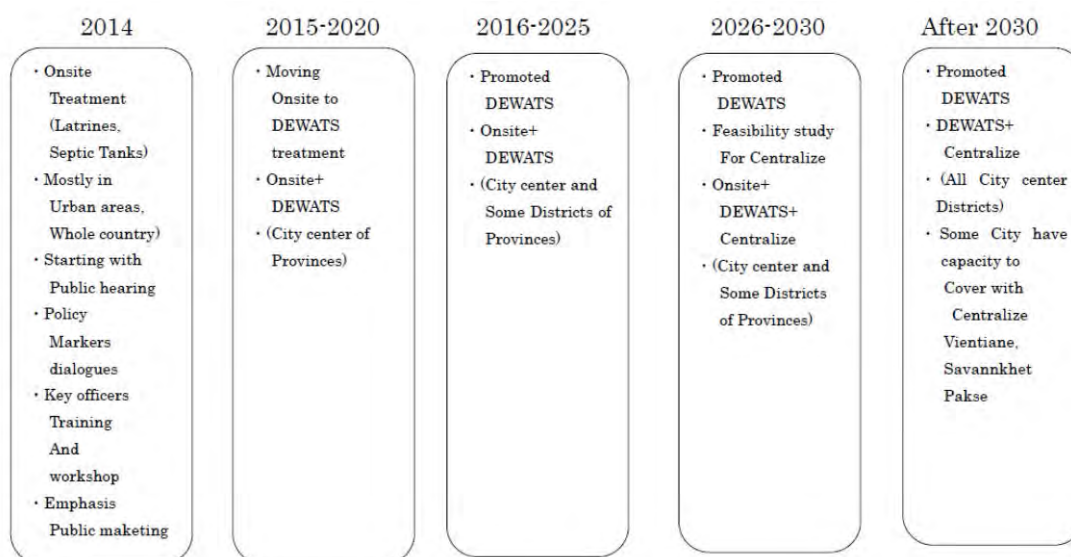 2014
・Onsite
Treatment
(Latrines,
Septic Tanks)
・Mostly in
Urban areas,
Whole country)
・Starting with
Public hearing
・Policy
Markers
dialogues
・Key officers
Training
And
workshop
・Emphasis
Public maketing
2015-2020
・Moving
Onsite to
DEWATS
treatment
・Onsite+
DEWATS
・(City center of
Provinces)
2016-2025
・Promoted
DEWATS
・Onsite+
DEWATS
・(City center and
Some Districts of
Provinces)
2026-2030
・Promoted
DEWATS
・Feasibility study
For Centralize
・Onsite+
DEWATS+
Centralize
・(City center and
Some Districts
of Provinces)
After 2030
・Promoted
DEWATS
・DEWATS+
Centralize
・(All City center
Districts)
・Some City have
capacity to
Cover with
Centralize
Vientiane,
Savannkhet
Pakse